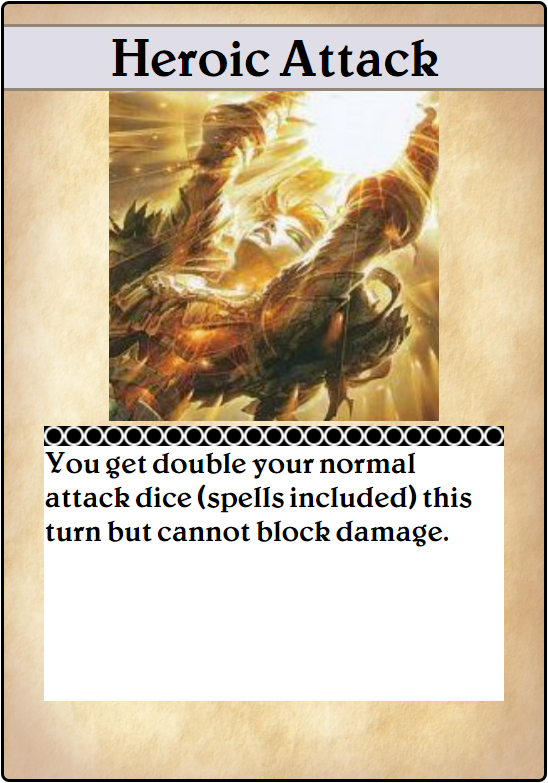 Heroic Attack
You get double your normal
attack dice (spells included) this
turn but cannot block damage.